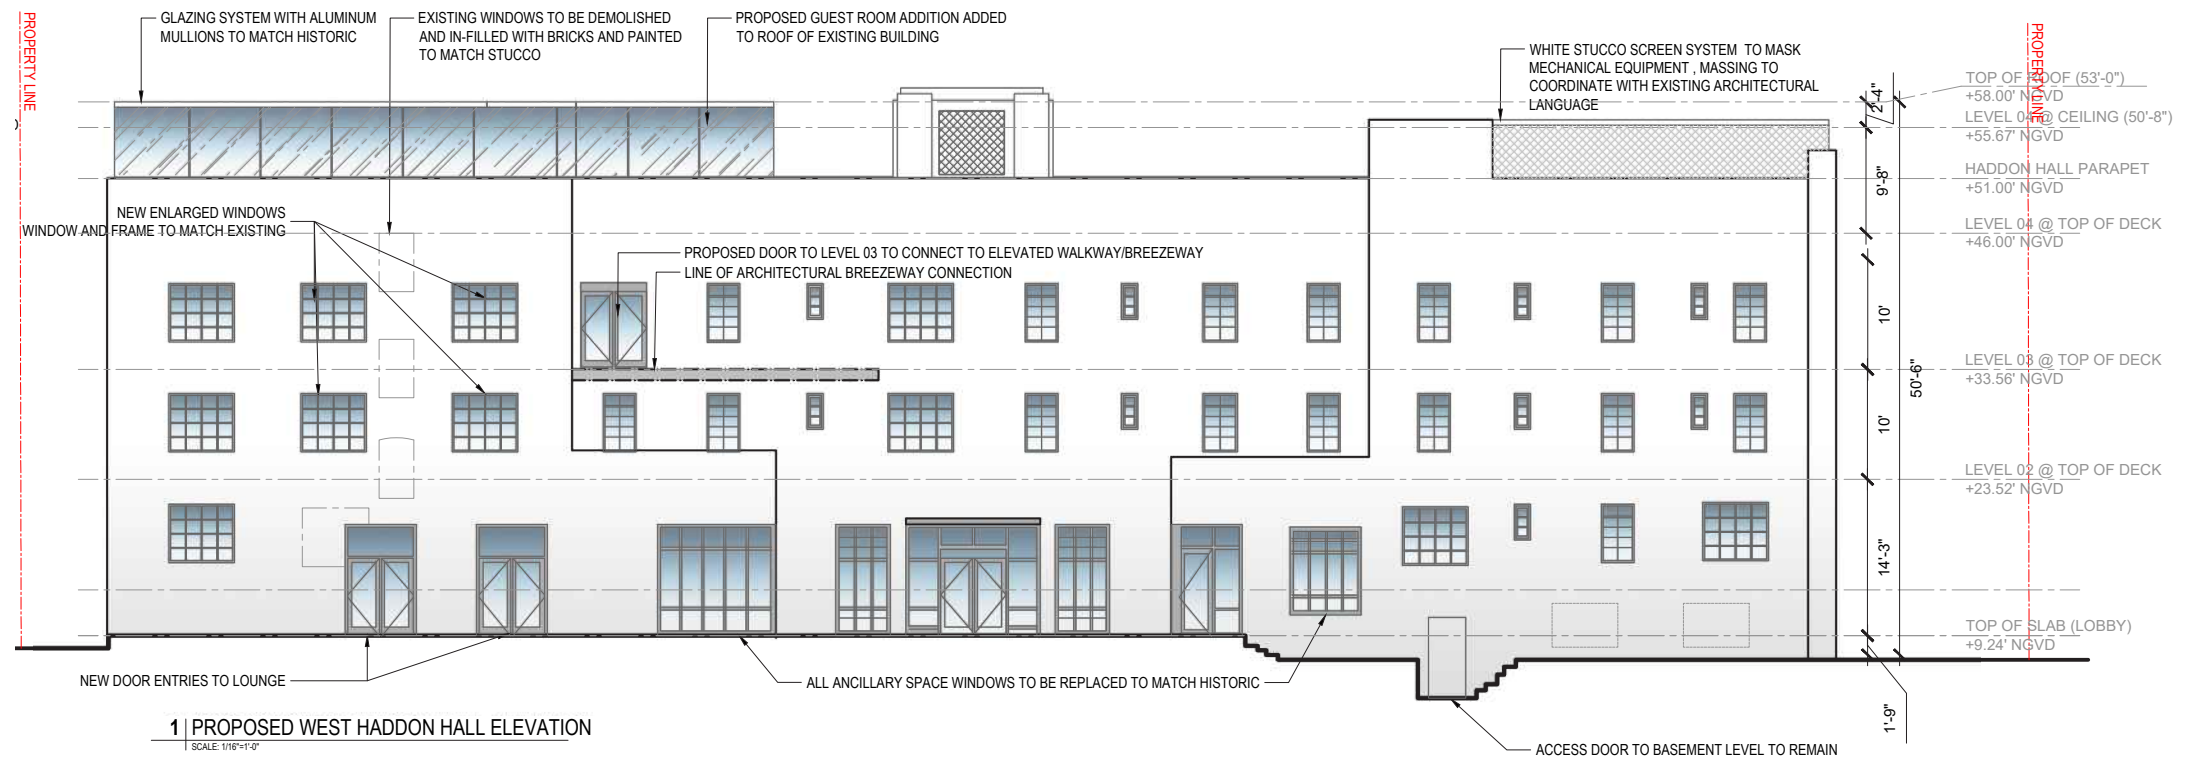 GLAZING SYSTEM WITH ALUMINUM
MULLIONS TO MATCH HISTORIC
EXISTING WINDOWS TO BE DEMOLISHED
AND IN-FILLED WITH BRICKS AND PAINTED
TO MATCH STUCCO
PROPOSED GUEST ROOM ADDITION ADDED
TO ROOF OF EXISTING BUILDING
WHITE STUCCO SCREEN SYSTEM TO MASK
MECHANICAL EQUIPMENT , MASSING TO
COORDINATE WITH EXISTING ARCHITECTURAL
LANGUAGE
PROPERTY LINE
PROPERTY LINE
TOP OF ROOF (53'-0")
+58.00' NGVD
LEVEL 04 @ CEILING (50'-8")
+55.67' NGVD
HADDON HALL PARAPET
+51.00' NGVD
LEVEL 04 @ TOP OF DECK
+46.00' NGVD
LEVEL 03 @ TOP OF DECK
+33.56' NGVD
LEVEL 02 @ TOP OF DECK
+23.52' NGVD
TOP OF SLAB (LOBBY)
+9.24' NGVD
2'-4"
9'-8"
10'
10'
50'-6"
14'-3"
1'-9"
NEW ENLARGED WINDOWS
WINDOW AND FRAME TO MATCH EXISTING
PROPOSED DOOR TO LEVEL 03 TO CONNECT TO ELEVATED WALKWAY/BREEZEWAY
LINE OF ARCHITECTURAL BREEZEWAY CONNECTION
NEW DOOR ENTRIES TO LOUNGE
ALL ANCILLARY SPACE WINDOWS TO BE REPLACED TO MATCH HISTORIC
ACCESS DOOR TO BASEMENT LEVEL TO REMAIN
1 PROPOSED WEST HADDON HALL ELEVATION
SCALE: 1/16"=1'-0"